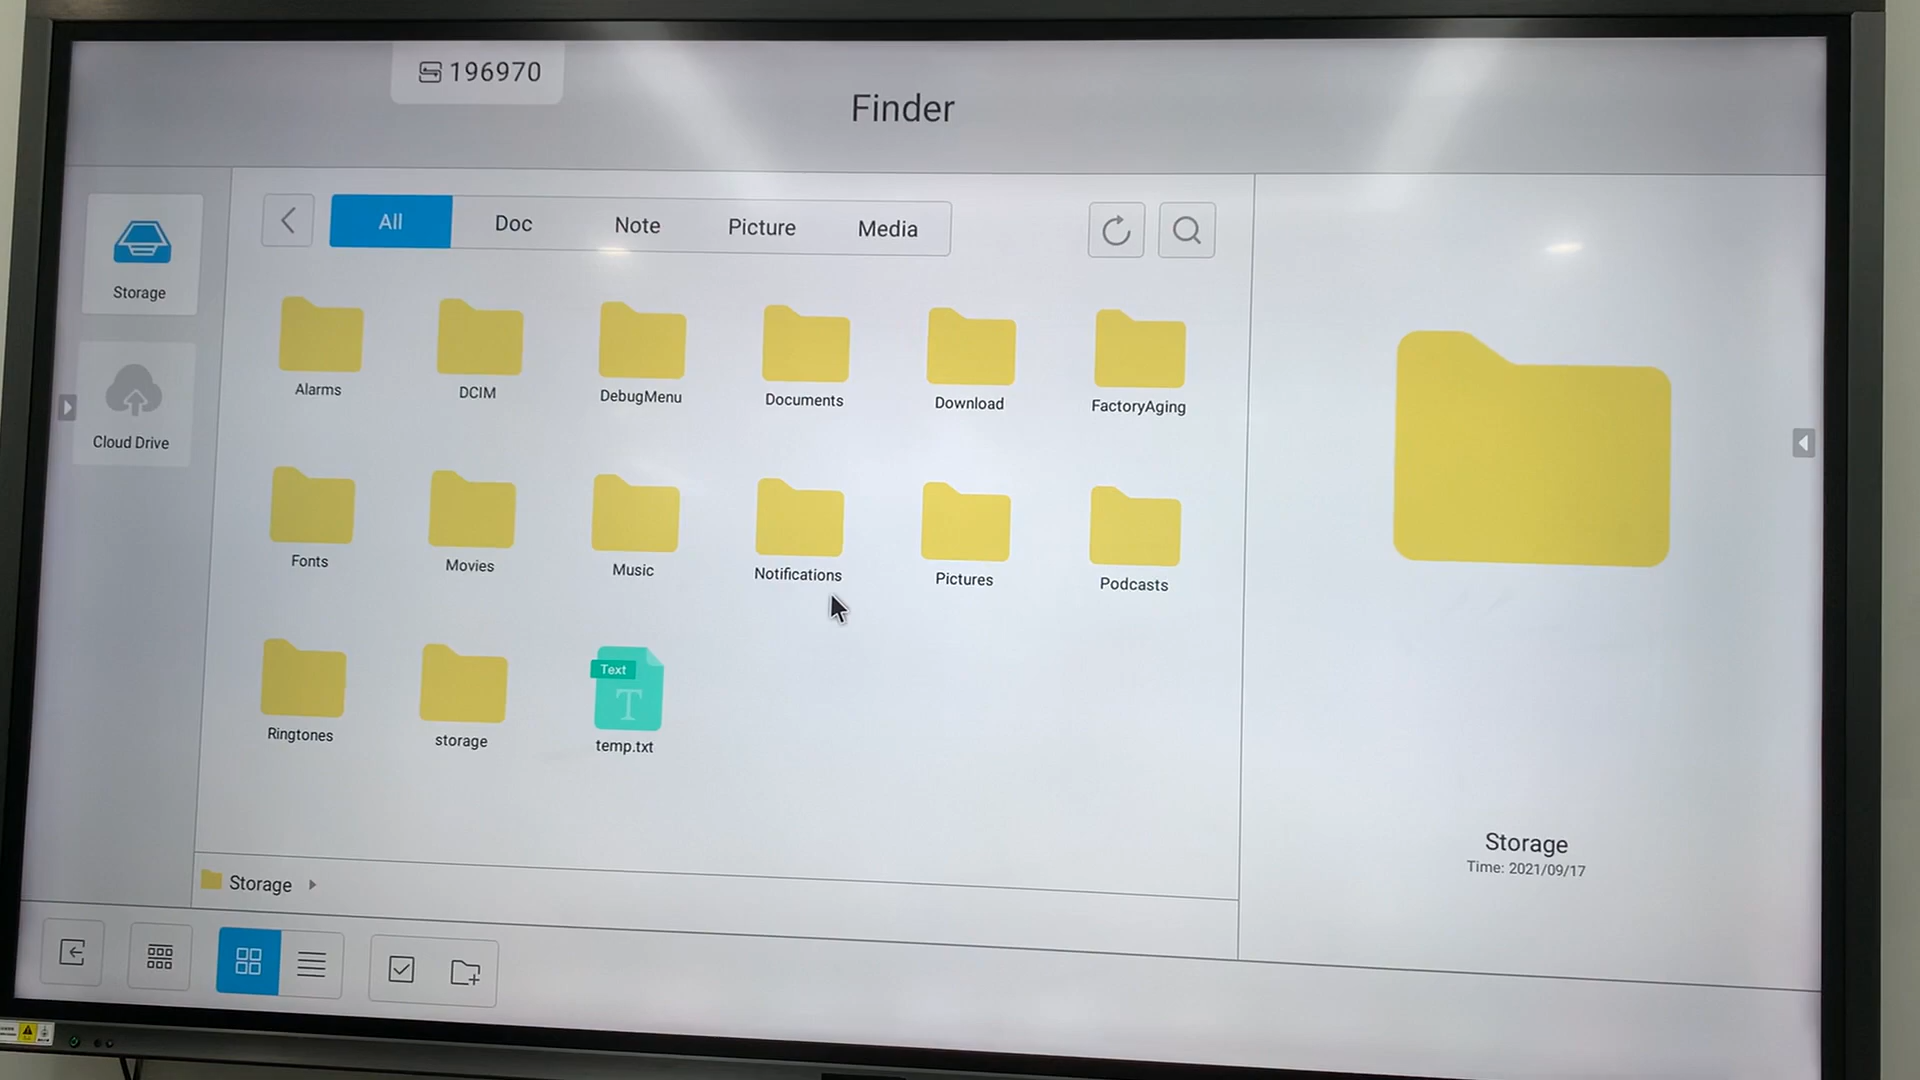 196970
Finder
All Doc Note Picture Media
Storage
Cloud Drive
Alarms DCIM DebugMenu Documents Download FactoryAging
Fonts Movies Music Notifications Pictures Podcasts
Text
T
Ringtones storage temp.txt
Storage
Time: 2021/09/17
Storage